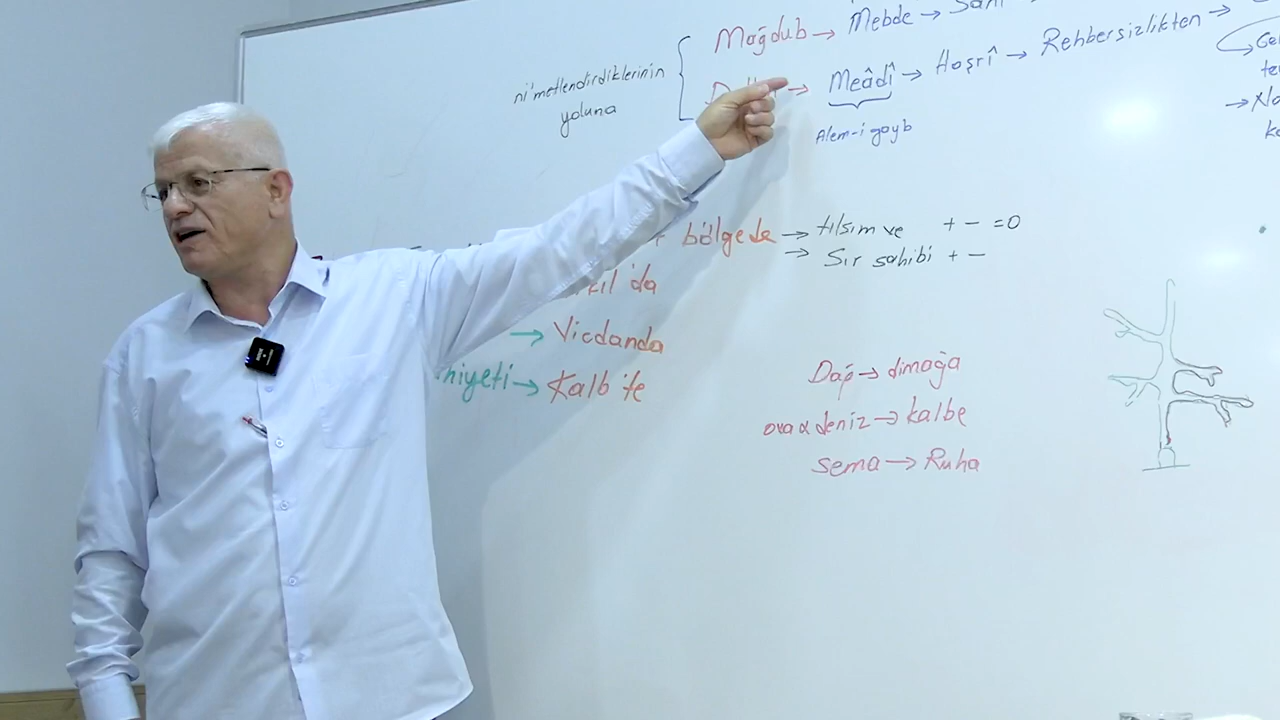 Mağdub → Mebde →
→ Meâdî → Haşrî → Rehbersizlikten →
ni'metlendirdiklerinin
yoluna
Alem-i gayb
bölgede → tılsım ve + - = 0
→ Sır sahibi + -
da
→ Vicdanda
niyeti → Kalb'te
Dağ → dimağa
ova deniz → kalbe
sema → Ruha